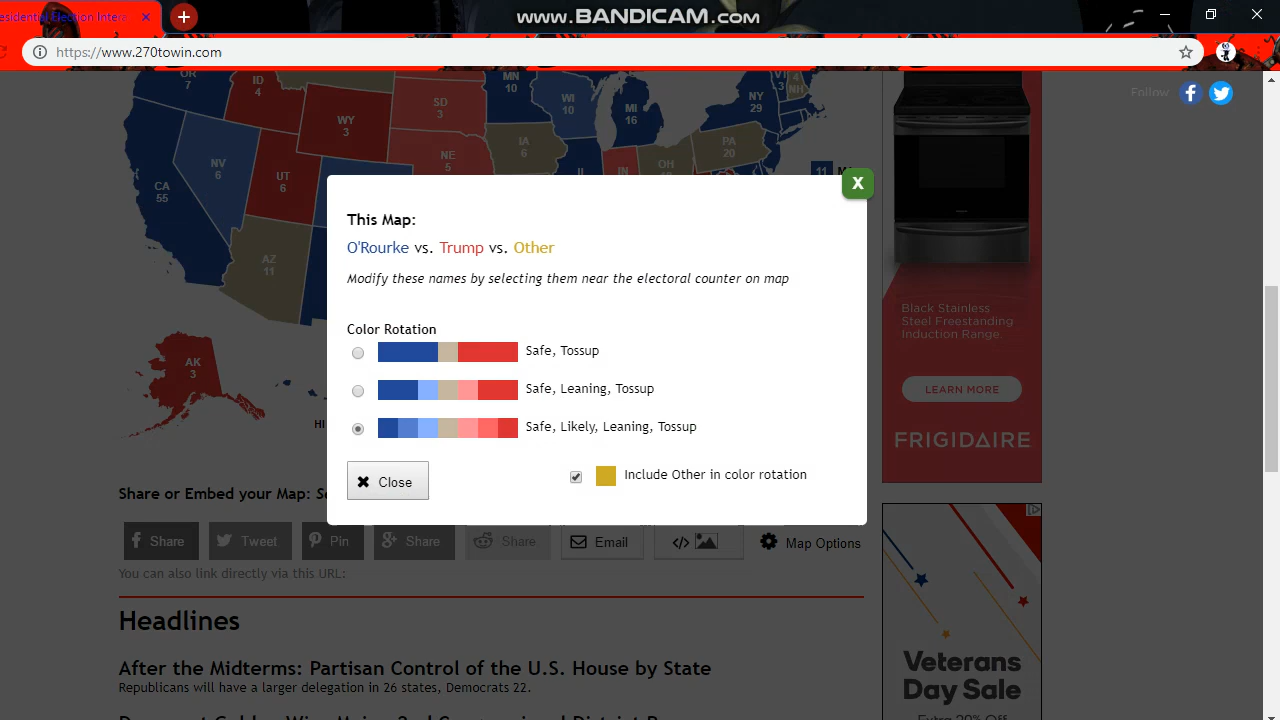 www.BANDICAM.com
esidential Election Intera
https://www.270towin.com
OR
7
ID
4
WY
3
SD
3
NE
5
MN
10
WI
10
IA
6
MI
16
NY
29
VT
3
4
NH
PA
20
OH
IN
NV
6
UT
6
CA
55
AZ
11
AK
3
HI
11
Follow
X
This Map:
O'Rourke vs. Trump vs. Other
Modify these names by selecting them near the electoral counter on map
Color Rotation
Safe, Tossup
Safe, Leaning, Tossup
Safe, Likely, Leaning, Tossup
Close
Include Other in color rotation
Share or Embed your Map:
Share
Tweet
Pin
Share
Share
Email
Map Options
You can also link directly via this URL:
Headlines
After the Midterms: Partisan Control of the U.S. House by State
Republicans will have a larger delegation in 26 states, Democrats 22.
Black Stainless
Steel Freestanding
Induction Range.
LEARN MORE
FRIGIDAIRE
Veterans
Day Sale